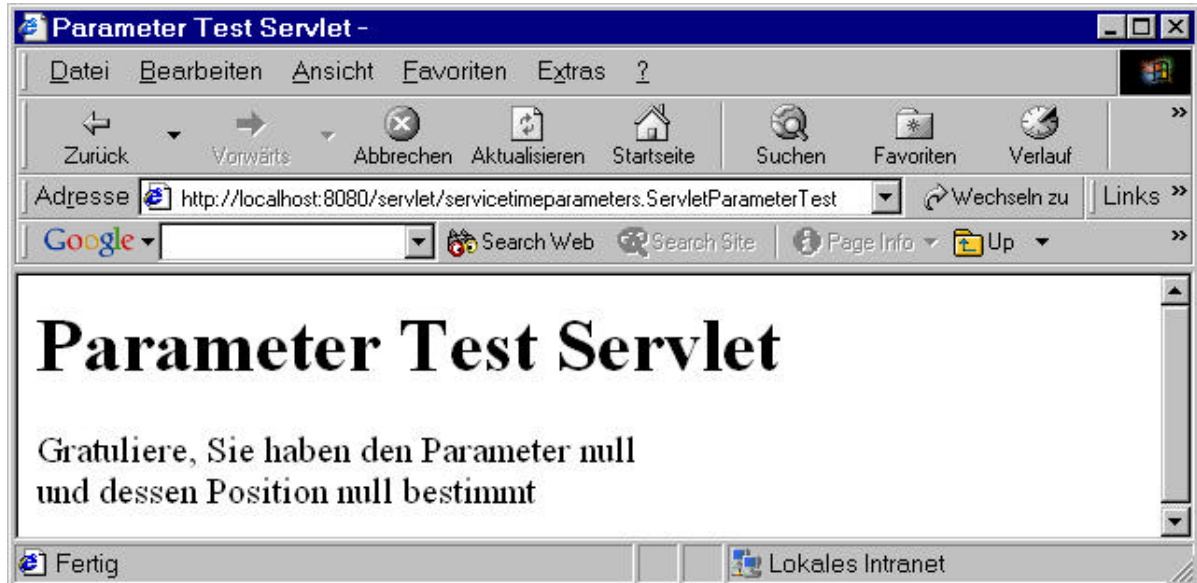 Parameter Test Servlet -
Datei Bearbeiten Ansicht Favoriten Extras ?
Zurück Vorwärts Abbrechen Aktualisieren Startseite Suchen Favoriten Verlauf »
Adresse http://localhost:8080/servlet/servicetimeparameters.ServletParameterTest Wechseln zu Links »
Google Search Web Search Site Page Info Up »
Parameter Test Servlet
Gratuliere, Sie haben den Parameter null
und dessen Position null bestimmt
Fertig Lokales Intranet